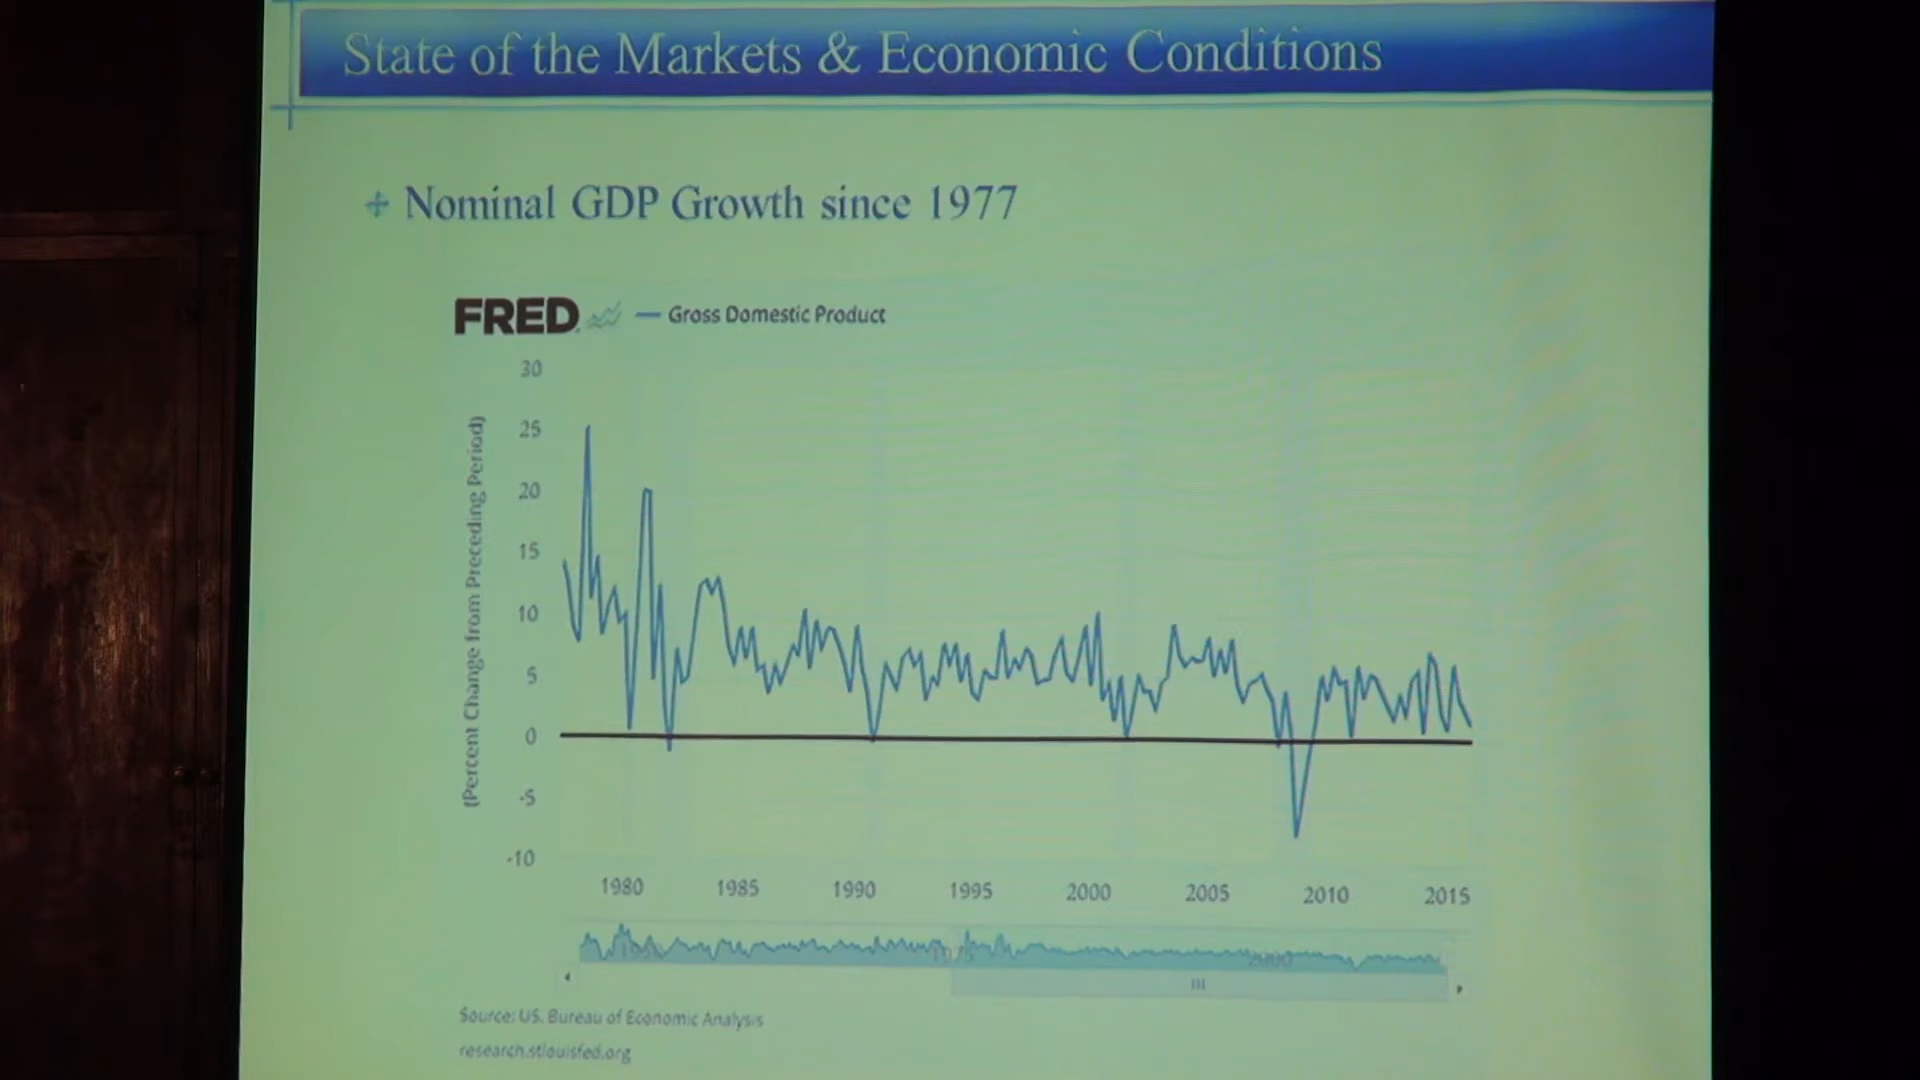 State of the Markets & Economic Conditions
Nominal GDP Growth since 1977
FRED — Gross Domestic Product
(Percent Change from Preceding Period)
30
25
20
15
10
5
0
-5
-10
1980 1985 1990 1995 2000 2005 2010 2015
2000
Source: US. Bureau of Economic Analysis
research.stlouisfed.org